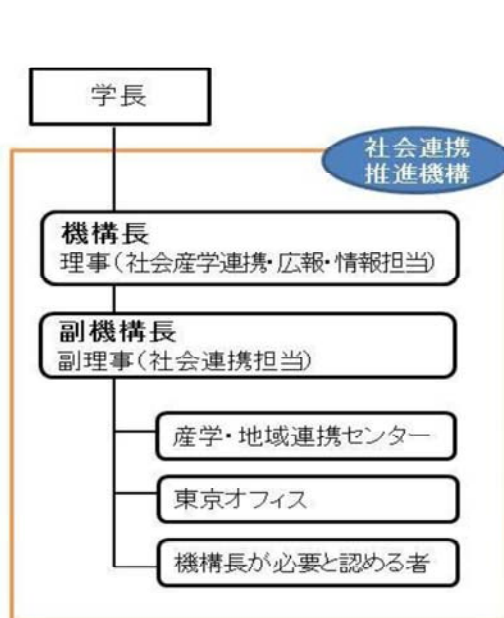 学長
社会連携
推進機構
機構長
理事(社会産学連携・広報・情報担当)
副機構長
副理事(社会連携担当)
産学・地域連携センター
東京オフィス
機構長が必要と認める者